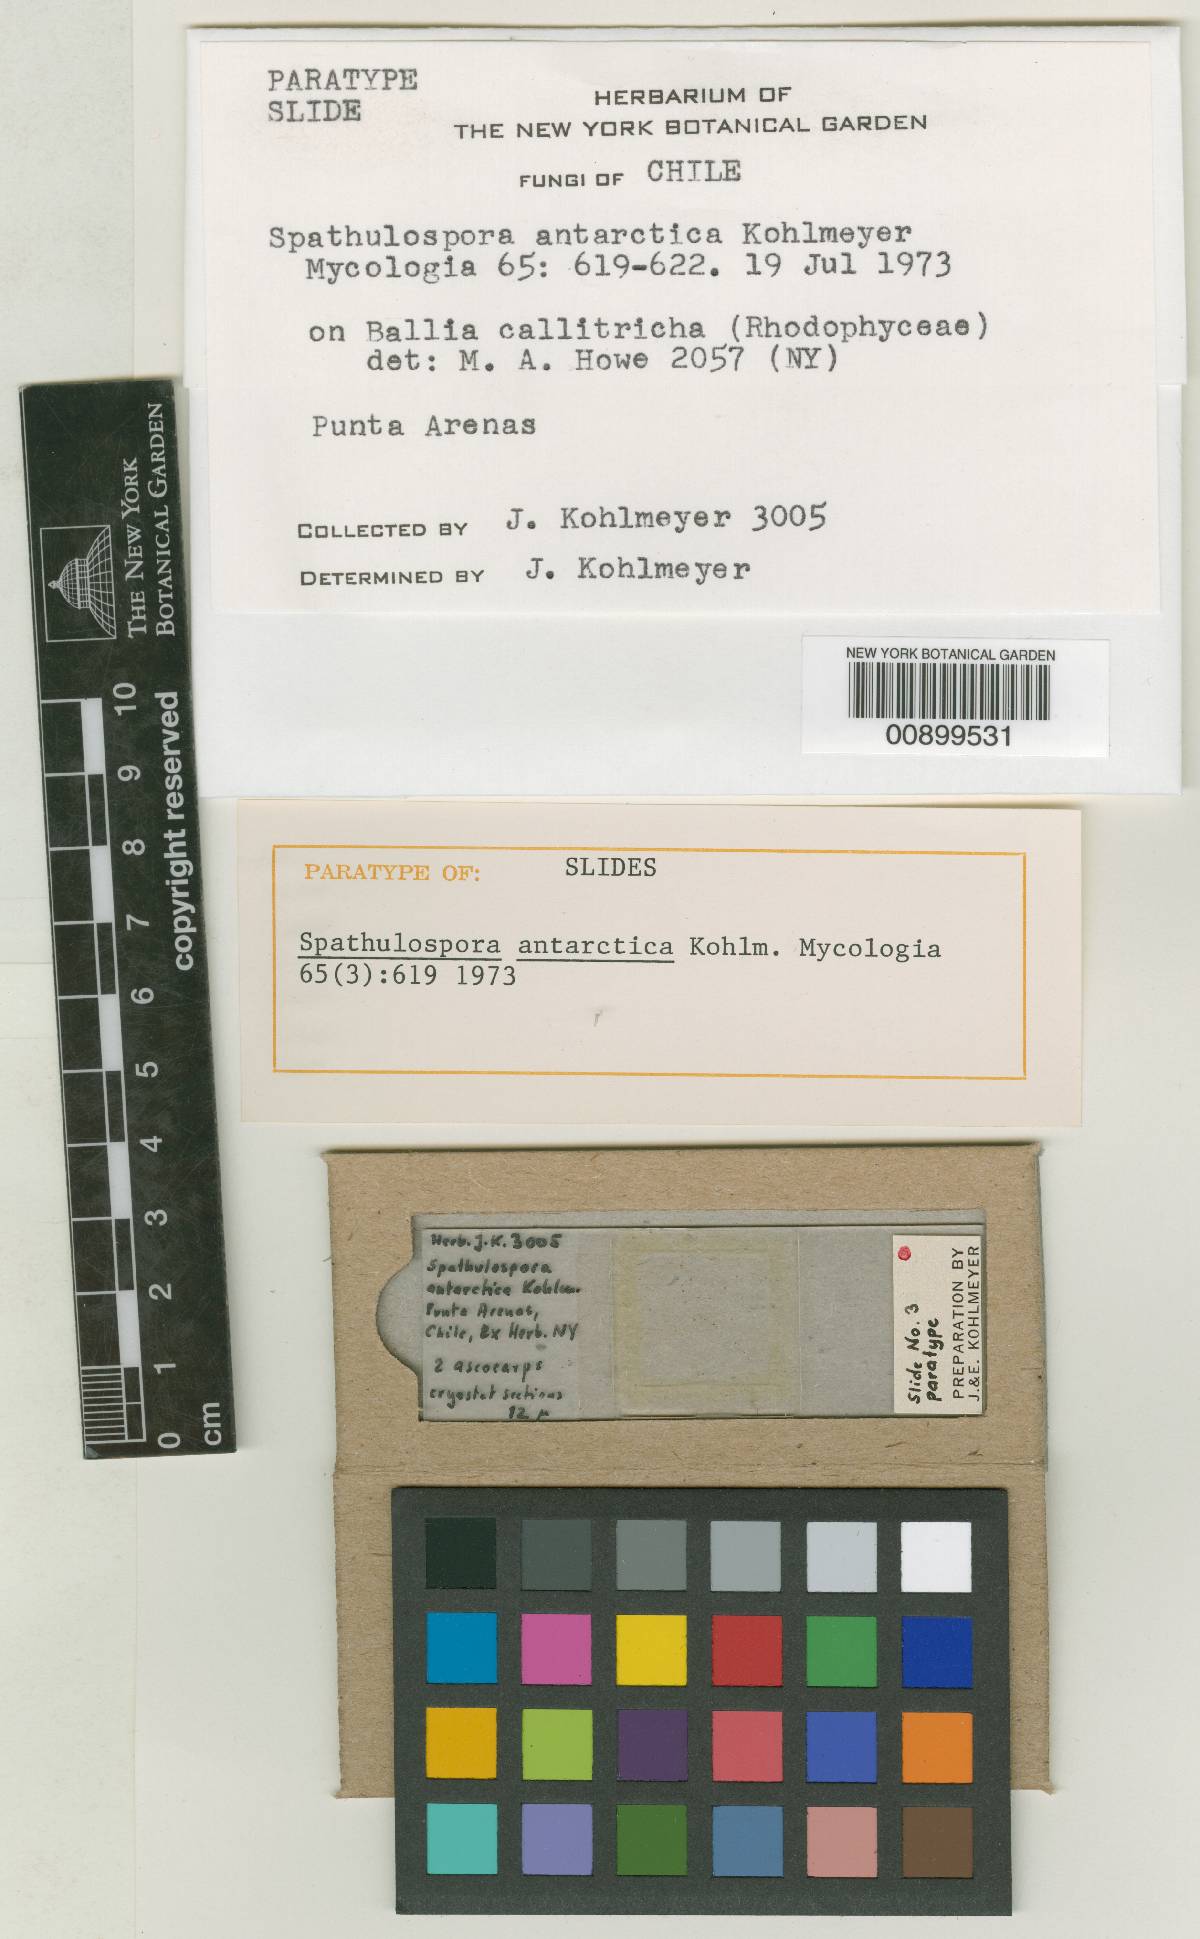 PARATYPE
SLIDE
HERBARIUM OF
THE NEW YORK BOTANICAL GARDEN
FUNGI OF CHILE
Spathulospora antarctica Kohlmeyer
Mycologia 65: 619-622. 19 Jul 1973
on Ballia callitricha (Rhodophyceae)
det: M. A. Howe 2057 (NY)
Punta Arenas
COLLECTED BY J. Kohlmeyer 3005
DETERMINED BY J. Kohlmeyer
NEW YORK BOTANICAL GARDEN
00899531
THE NEW YORK
BOTANICAL GARDEN
copyright reserved
10
9
8
7
6
5
4
3
2
1
0
cm
PARATYPE OF: SLIDES
Spathulospora antarctica Kohlm. Mycologia
65(3):619 1973
Herb. J.K. 3005
Spathulospora
antarctica Kohlm.
Punta Arenas,
Chile, Ex Herb. NY
2 ascocarps
cryostat sections
12 µ
Slide No. 3
paratype
PREPARATION BY
J.&E. KOHLMEYER